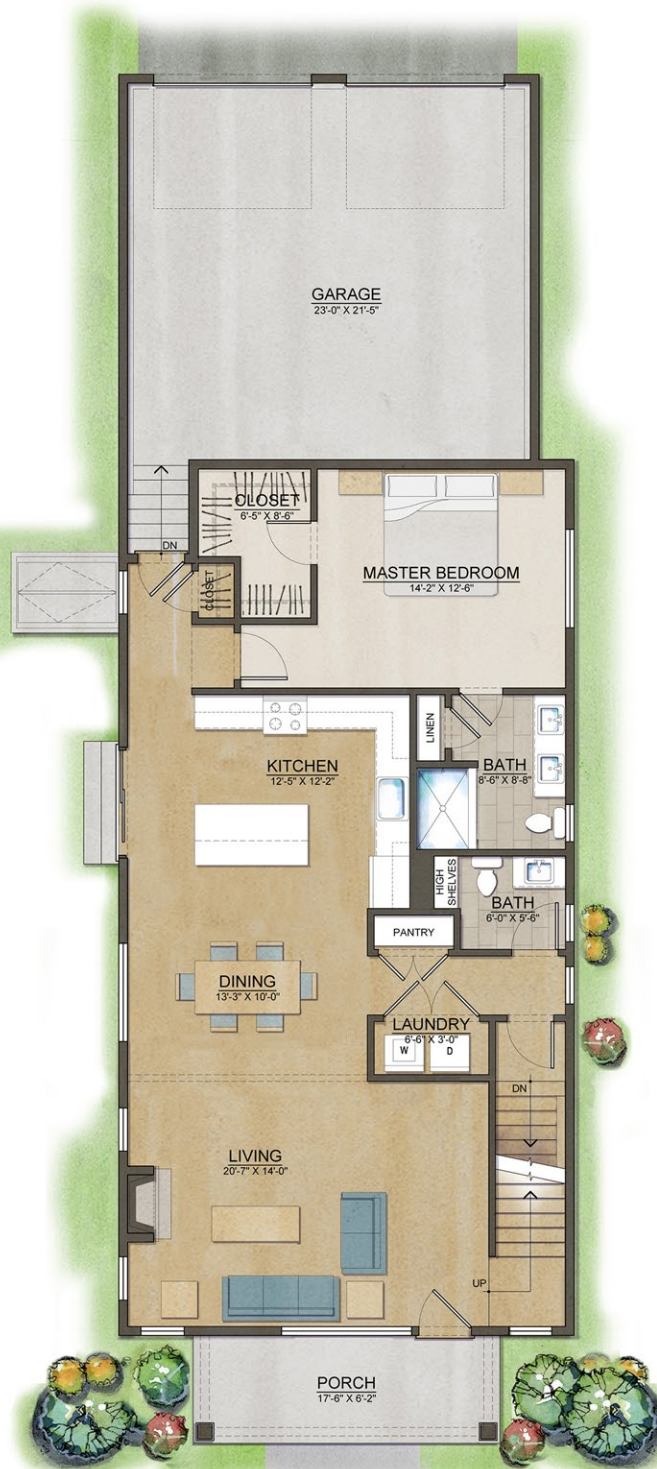 GARAGE
23'-0" X 21'-5"
CLOSET
6'-5" X 8'-6"
DN
CLOSET
MASTER BEDROOM
14'-2" X 12'-6"
LINEN
KITCHEN
12'-5" X 12'-2"
BATH
8'-6" X 8'-8"
HIGH
SHELVES
BATH
6'-0" X 5'-6"
PANTRY
DINING
13'-3" X 10'-0"
LAUNDRY
6'-6" X 3'-0"
W
D
DN
LIVING
20'-7" X 14'-0"
UP
PORCH
17'-6" X 6'-2"